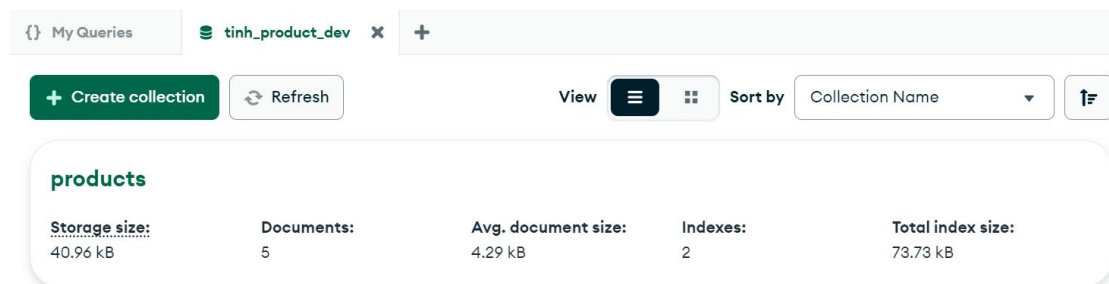 {} My Queries tinh_product_dev
Create collection Refresh View Sort by Collection Name
products
Storage size: Documents: Avg. document size: Indexes: Total index size:
40.96 kB 5 4.29 kB 2 73.73 kB